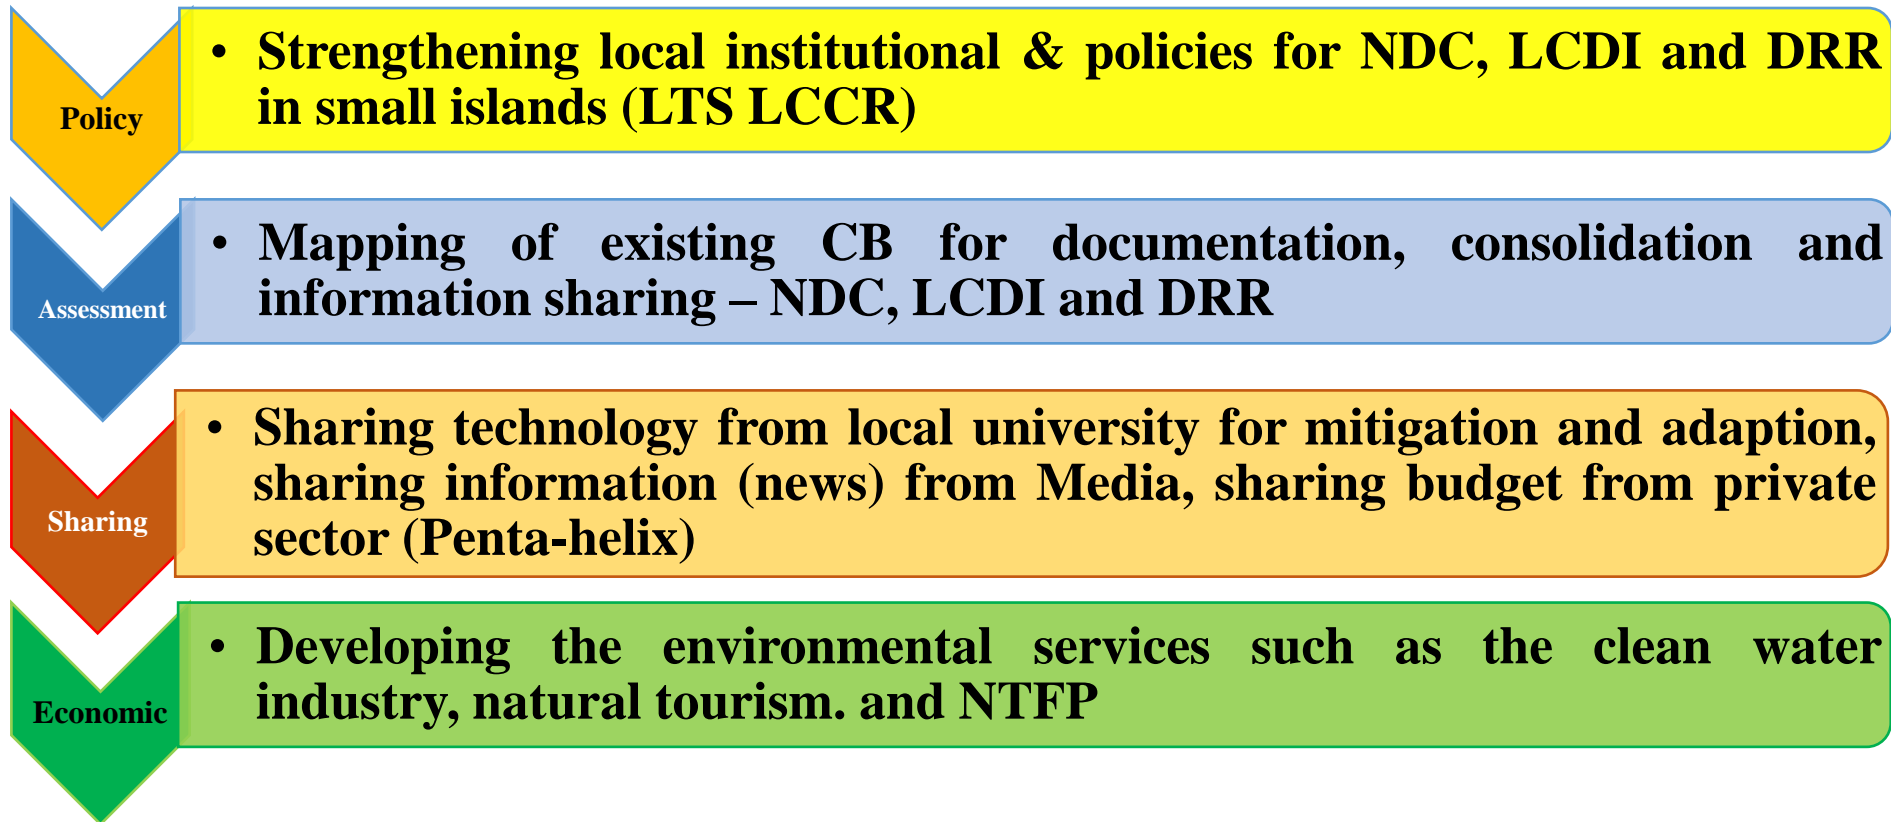 Policy
• Strengthening local institutional & policies for NDC, LCDI and DRR
in small islands (LTS LCCR)
Assessment
• Mapping of existing CB for documentation, consolidation and
information sharing – NDC, LCDI and DRR
Sharing
• Sharing technology from local university for mitigation and adaption,
sharing information (news) from Media, sharing budget from private
sector (Penta-helix)
Economic
• Developing the environmental services such as the clean water
industry, natural tourism. and NTFP